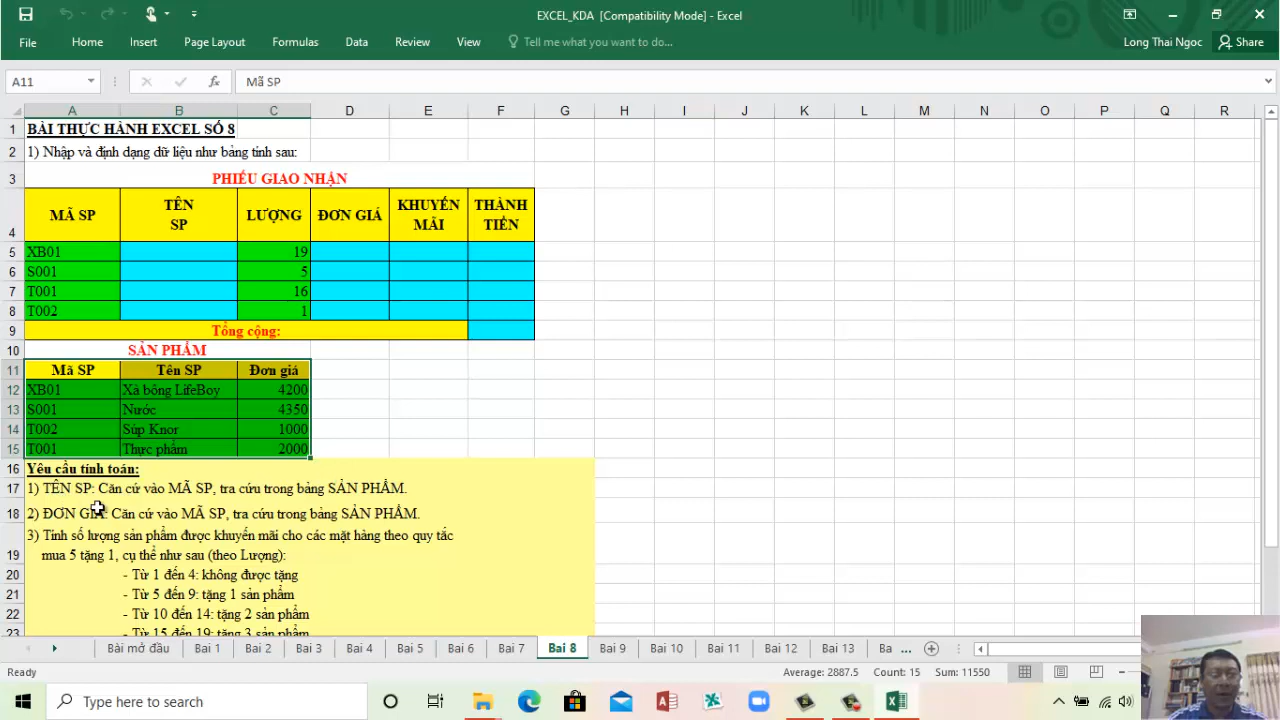 EXCEL_KDA [Compatibility Mode] - Excel
File Home Insert Page Layout Formulas Data Review View Tell me what you want to do... Long Thai Ngoc Share
A11 fx Mã SP
A B C D E F G H I J K L M N O P Q R
1 BÀI THỰC HÀNH EXCEL SỐ 8
2 1) Nhập và định dạng dữ liệu như bảng tính sau:
3 PHIẾU GIAO NHẬN
4 MÃ SP TÊN SP LƯỢNG ĐƠN GIÁ KHUYẾN MÃI THÀNH TIỀN
5 XB01 19
6 S001 5
7 T001 16
8 T002 1
9 Tổng cộng:
10 SẢN PHẨM
11 Mã SP Tên SP Đơn giá
12 XB01 Xà bông LifeBoy 4200
13 S001 Nước 4350
14 T002 Súp Knor 1000
15 T001 Thực phẩm 2000
16 Yêu cầu tính toán:
17 1) TÊN SP: Căn cứ vào MÃ SP, tra cứu trong bảng SẢN PHẨM.
18 2) ĐƠN GIÁ: Căn cứ vào MÃ SP, tra cứu trong bảng SẢN PHẨM.
3) Tính số lượng sản phẩm được khuyến mãi cho các mặt hàng theo quy tắc
19 mua 5 tặng 1, cụ thể như sau (theo Lượng):
20 - Từ 1 đến 4: không được tặng
21 - Từ 5 đến 9: tặng 1 sản phẩm
22 - Từ 10 đến 14: tặng 2 sản phẩm
23 - Từ 15 đến 19: tặng 3 sản phẩm
Bài mở đầu Bai 1 Bai 2 Bai 3 Bai 4 Bai 5 Bai 6 Bai 7 Bai 8 Bai 9 Bai 10 Bai 11 Bai 12 Bai 13 Ba ...
Ready Average: 2887.5 Count: 15 Sum: 11550
Type here to search